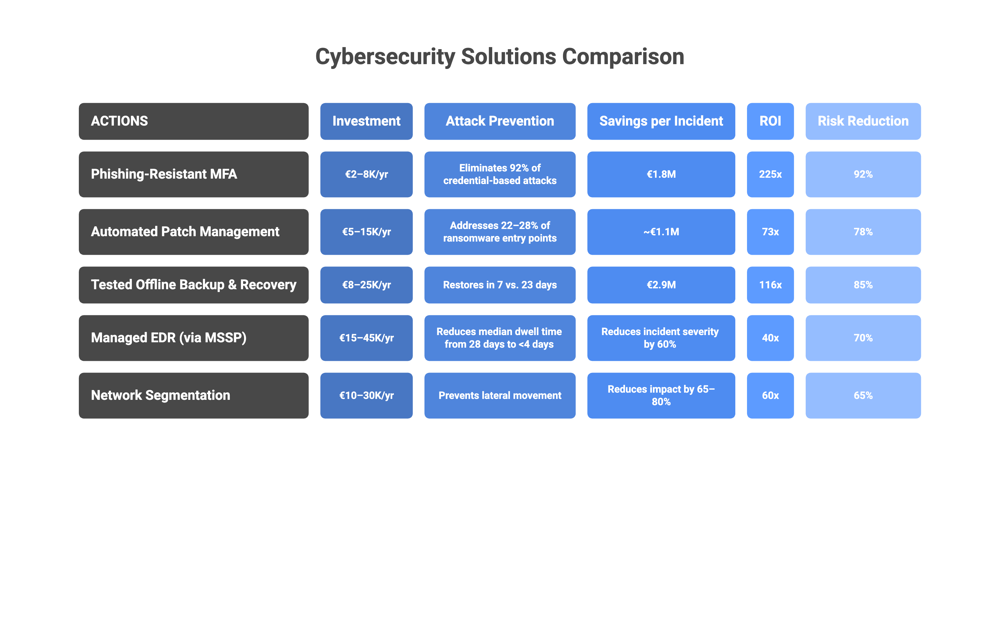 Cybersecurity Solutions Comparison
ACTIONS
Investment
Attack Prevention
Savings per Incident
ROI
Risk Reduction
Phishing-Resistant MFA
€2–8K/yr
Eliminates 92% of
credential-based attacks
€1.8M
225x
92%
Automated Patch Management
€5–15K/yr
Addresses 22–28% of
ransomware entry points
~€1.1M
73x
78%
Tested Offline Backup & Recovery
€8–25K/yr
Restores in 7 vs. 23 days
€2.9M
116x
85%
Managed EDR (via MSSP)
€15–45K/yr
Reduces median dwell time
from 28 days to <4 days
Reduces incident severity
by 60%
40x
70%
Network Segmentation
€10–30K/yr
Prevents lateral movement
Reduces impact by 65–
80%
60x
65%